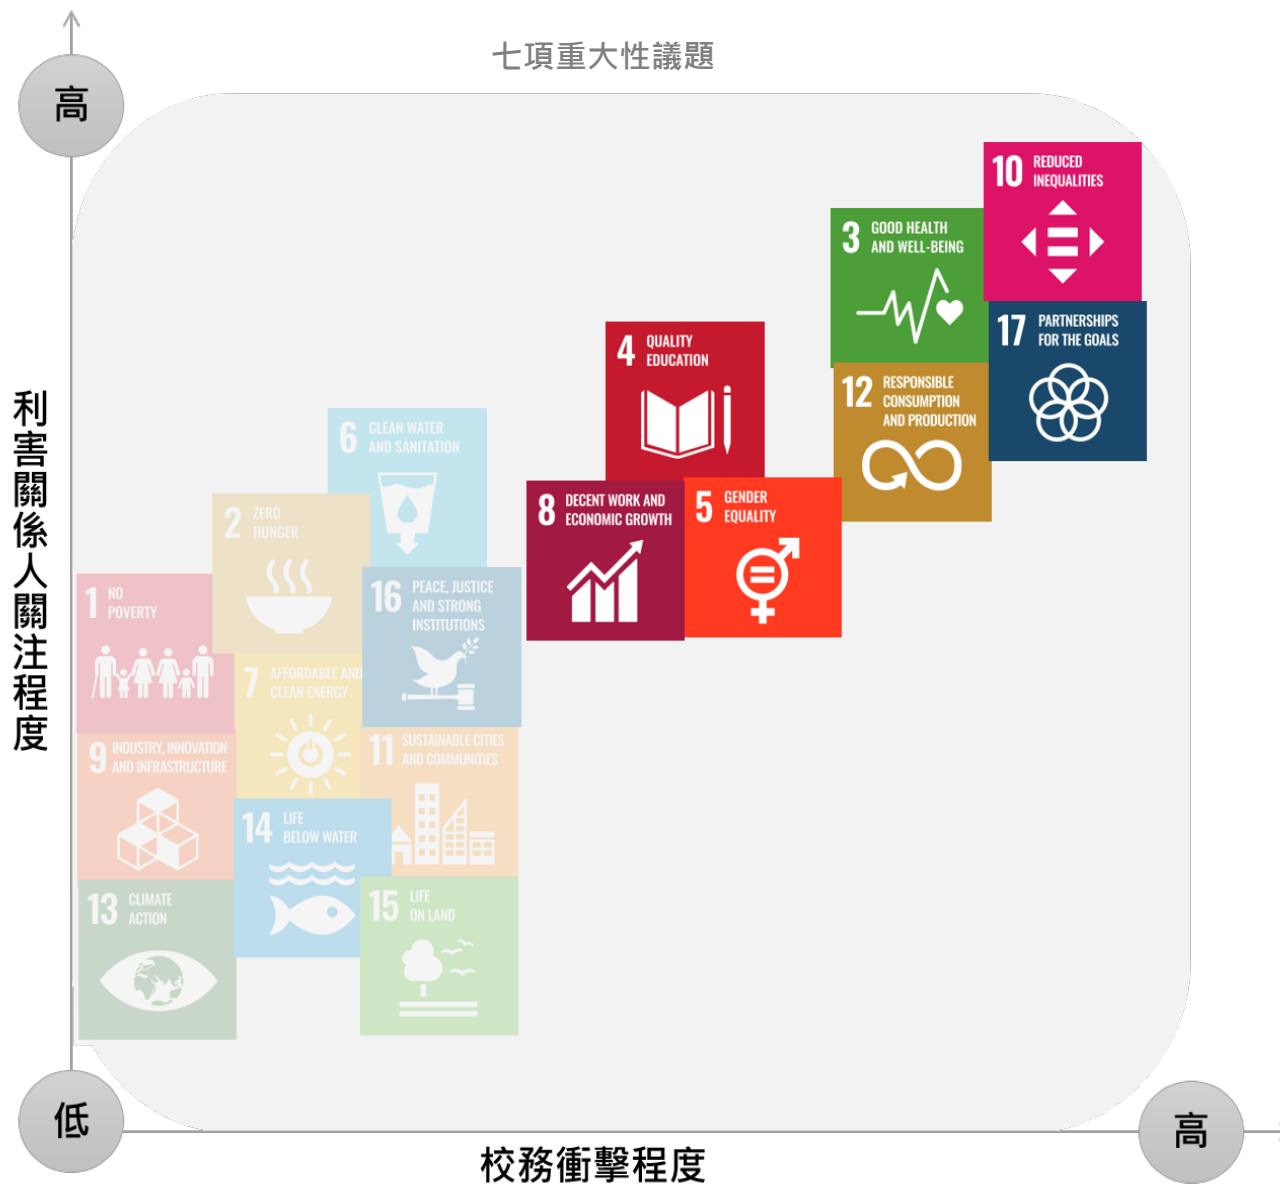 七項重大性議題
高
10 REDUCED
INEQUALITIES
3 GOOD HEALTH
AND WELL-BEING
17 PARTNERSHIPS
FOR THE GOALS
4 QUALITY
EDUCATION
12 RESPONSIBLE
CONSUMPTION
AND PRODUCTION
6 CLEAN WATER
AND SANITATION
8 DECENT WORK AND
ECONOMIC GROWTH
5 GENDER
EQUALITY
2 ZERO
HUNGER
16 PEACE, JUSTICE
AND STRONG
INSTITUTIONS
1 NO
POVERTY
7 AFFORDABLE AND
CLEAN ENERGY
9 INDUSTRY, INNOVATION
AND INFRASTRUCTURE
11 SUSTAINABLE CITIES
AND COMMUNITIES
14 LIFE
BELOW WATER
13 CLIMATE
ACTION
15 LIFE
ON LAND
利害關係人關注程度
低
校務衝擊程度
高